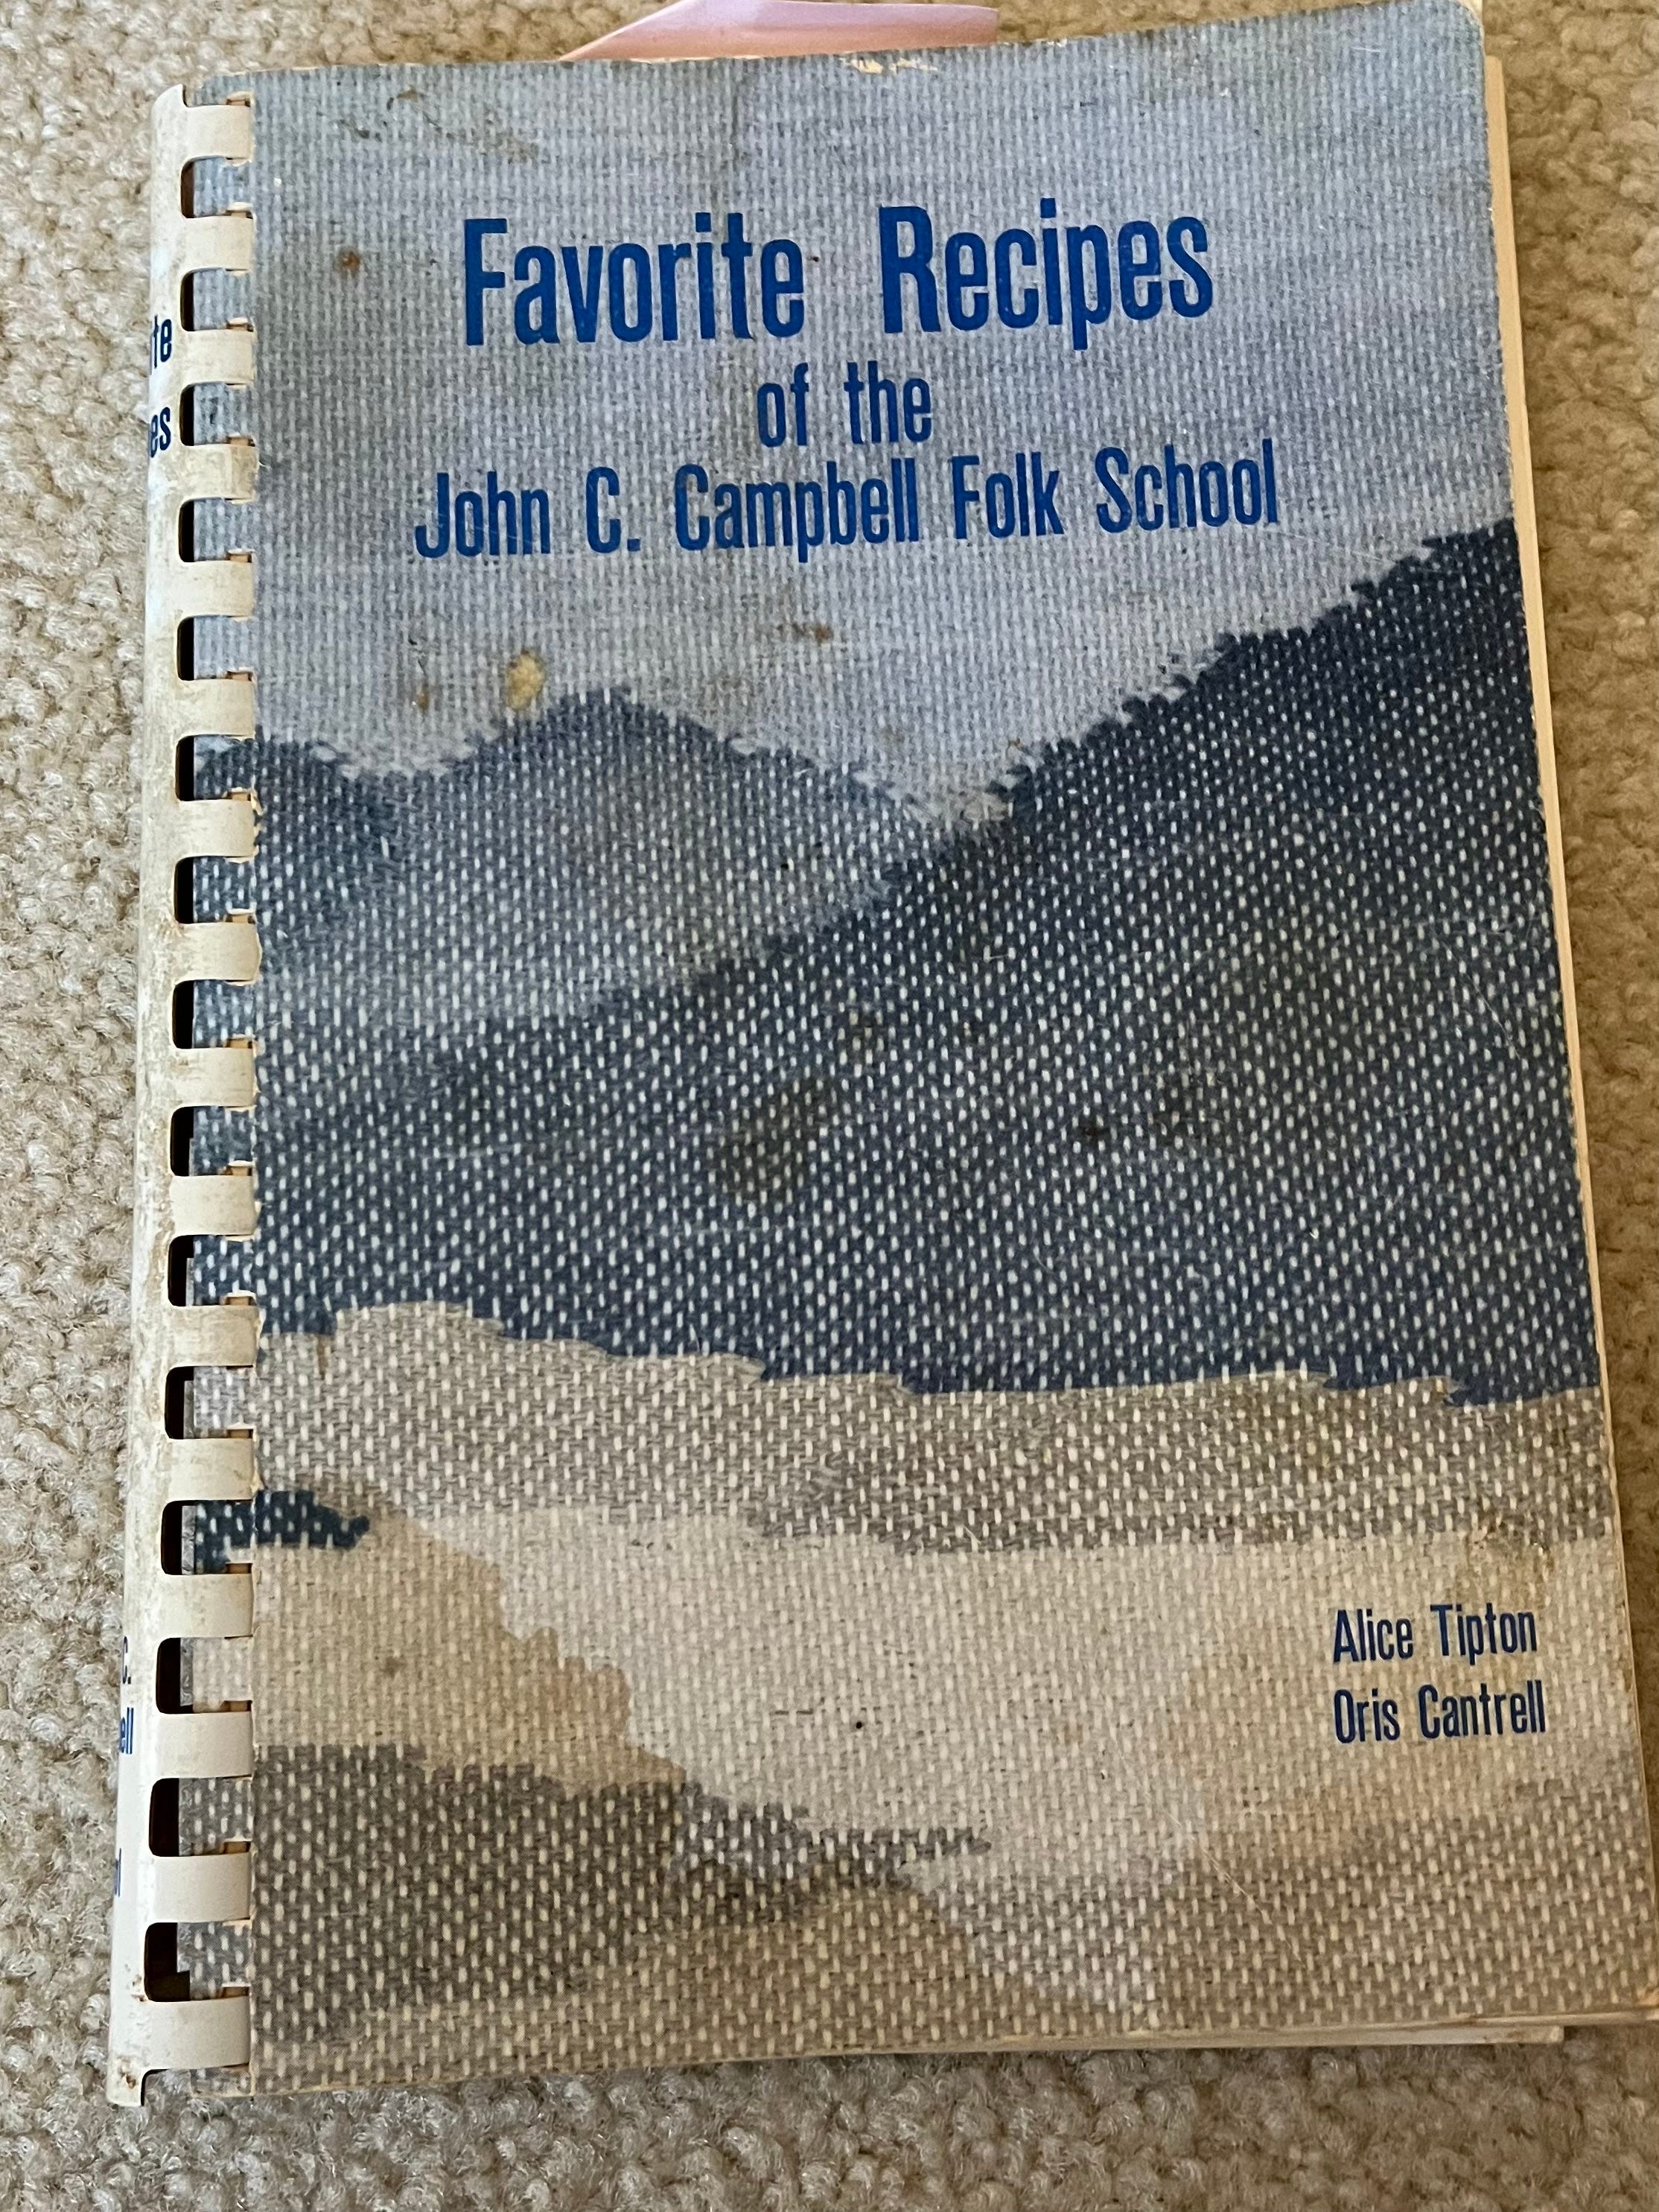 Favorite Recipes
of the
John C. Campbell Folk School
Alice Tipton
Oris Cantrell